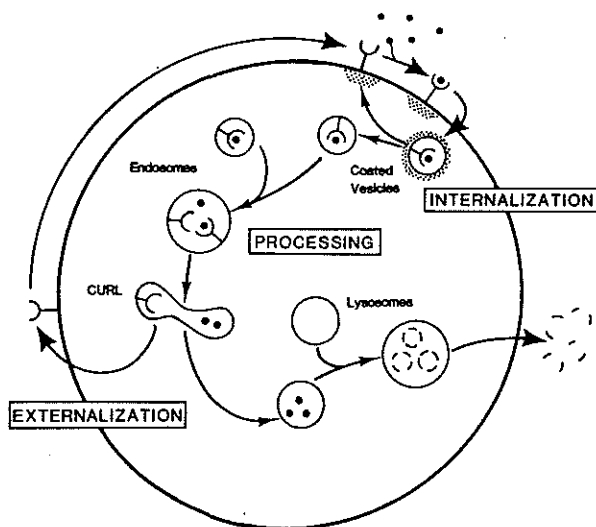 Endosomes
Coated
Vesicles
INTERNALIZATION
PROCESSING
CURL
Lysosomes
EXTERNALIZATION